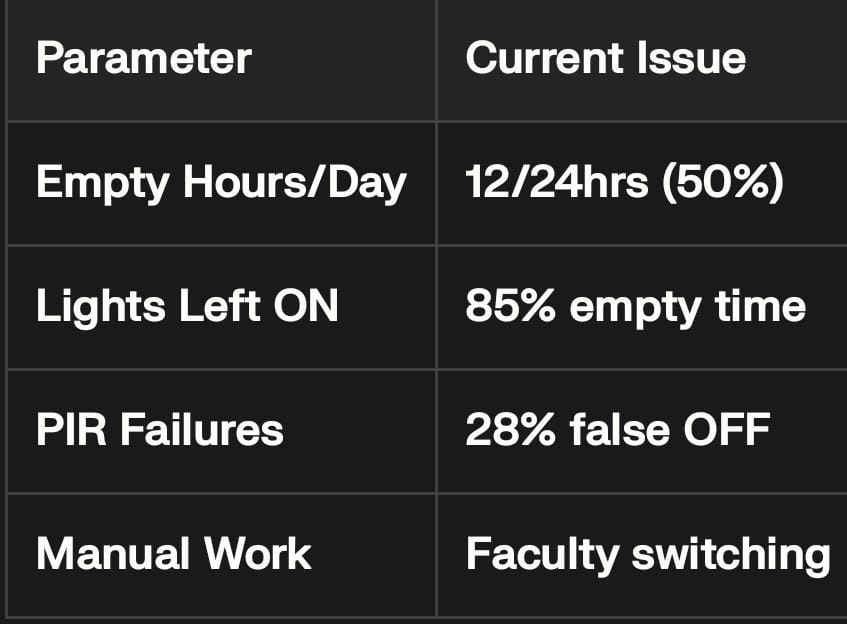 Parameter Current Issue
Empty Hours/Day 12/24hrs (50%)
Lights Left ON 85% empty time
PIR Failures 28% false OFF
Manual Work Faculty switching